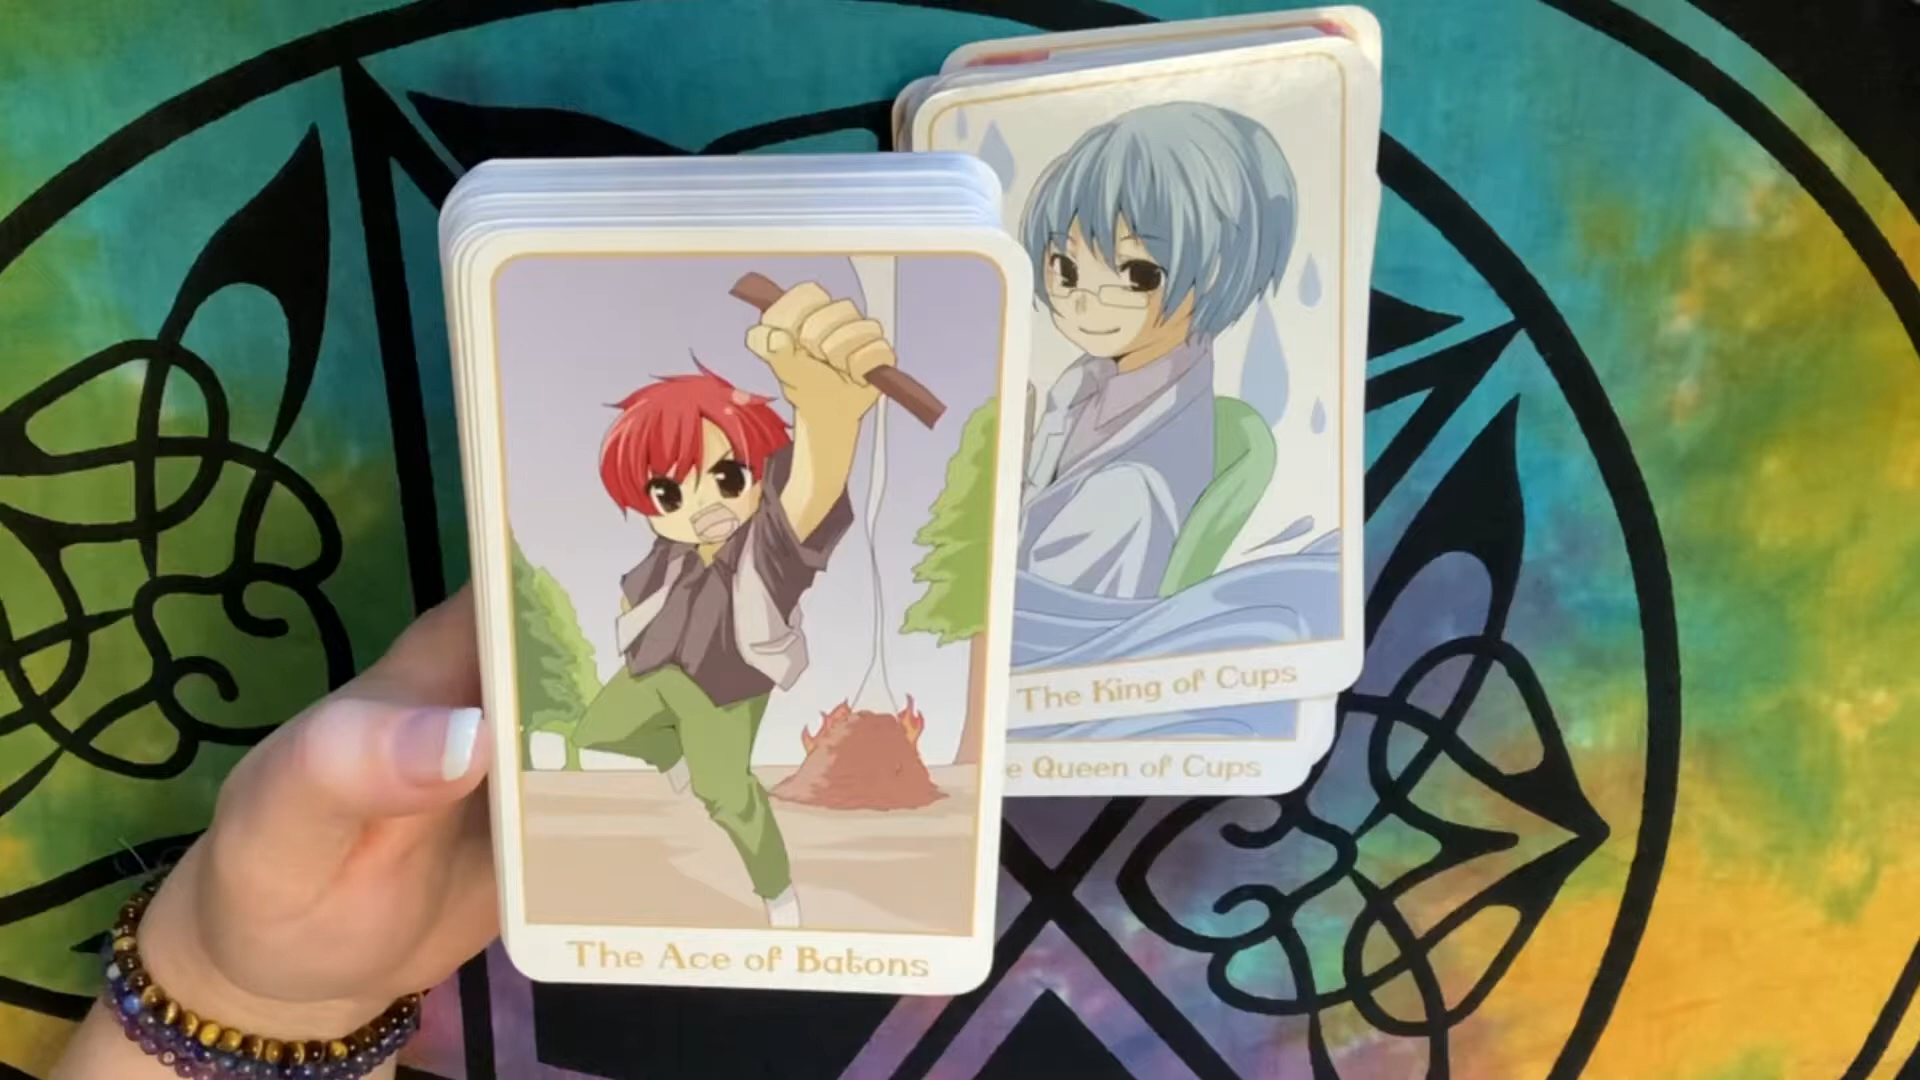 The King of Cups
e Queen of Cups
The Ace of Batons